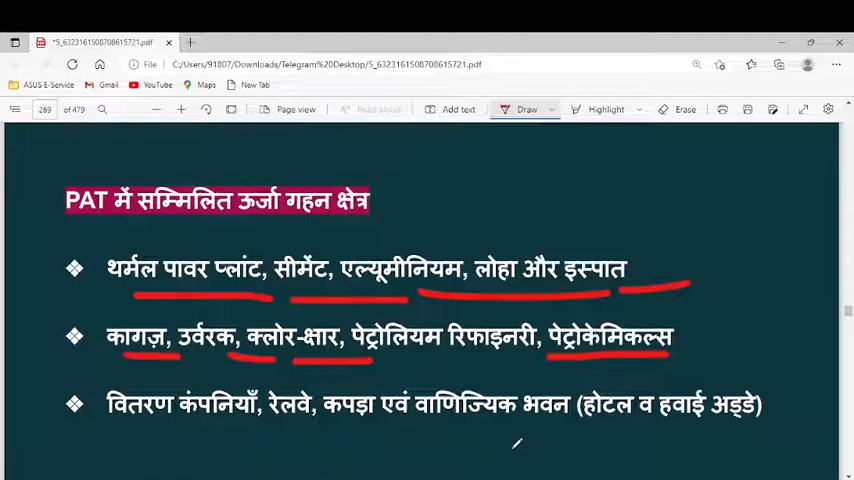 *5_6323161508708615721.pdf
File C:/Users/91807/Downloads/Telegram%20Desktop/5_6323161508708615721.pdf
ASUS E-Service Gmail YouTube Maps New Tab
269 of 479 Page view Read aloud Add text Draw Highlight Erase
PAT में सम्मिलित ऊर्जा गहन क्षेत्र
थर्मल पावर प्लांट, सीमेंट, एल्यूमीनियम, लोहा और इस्पात
कागज़, उर्वरक, क्लोर-क्षार, पेट्रोलियम रिफाइनरी, पेट्रोकेमिकल्स
वितरण कंपनियाँ, रेलवे, कपड़ा एवं वाणिज्यिक भवन (होटल व हवाई अड्डे)